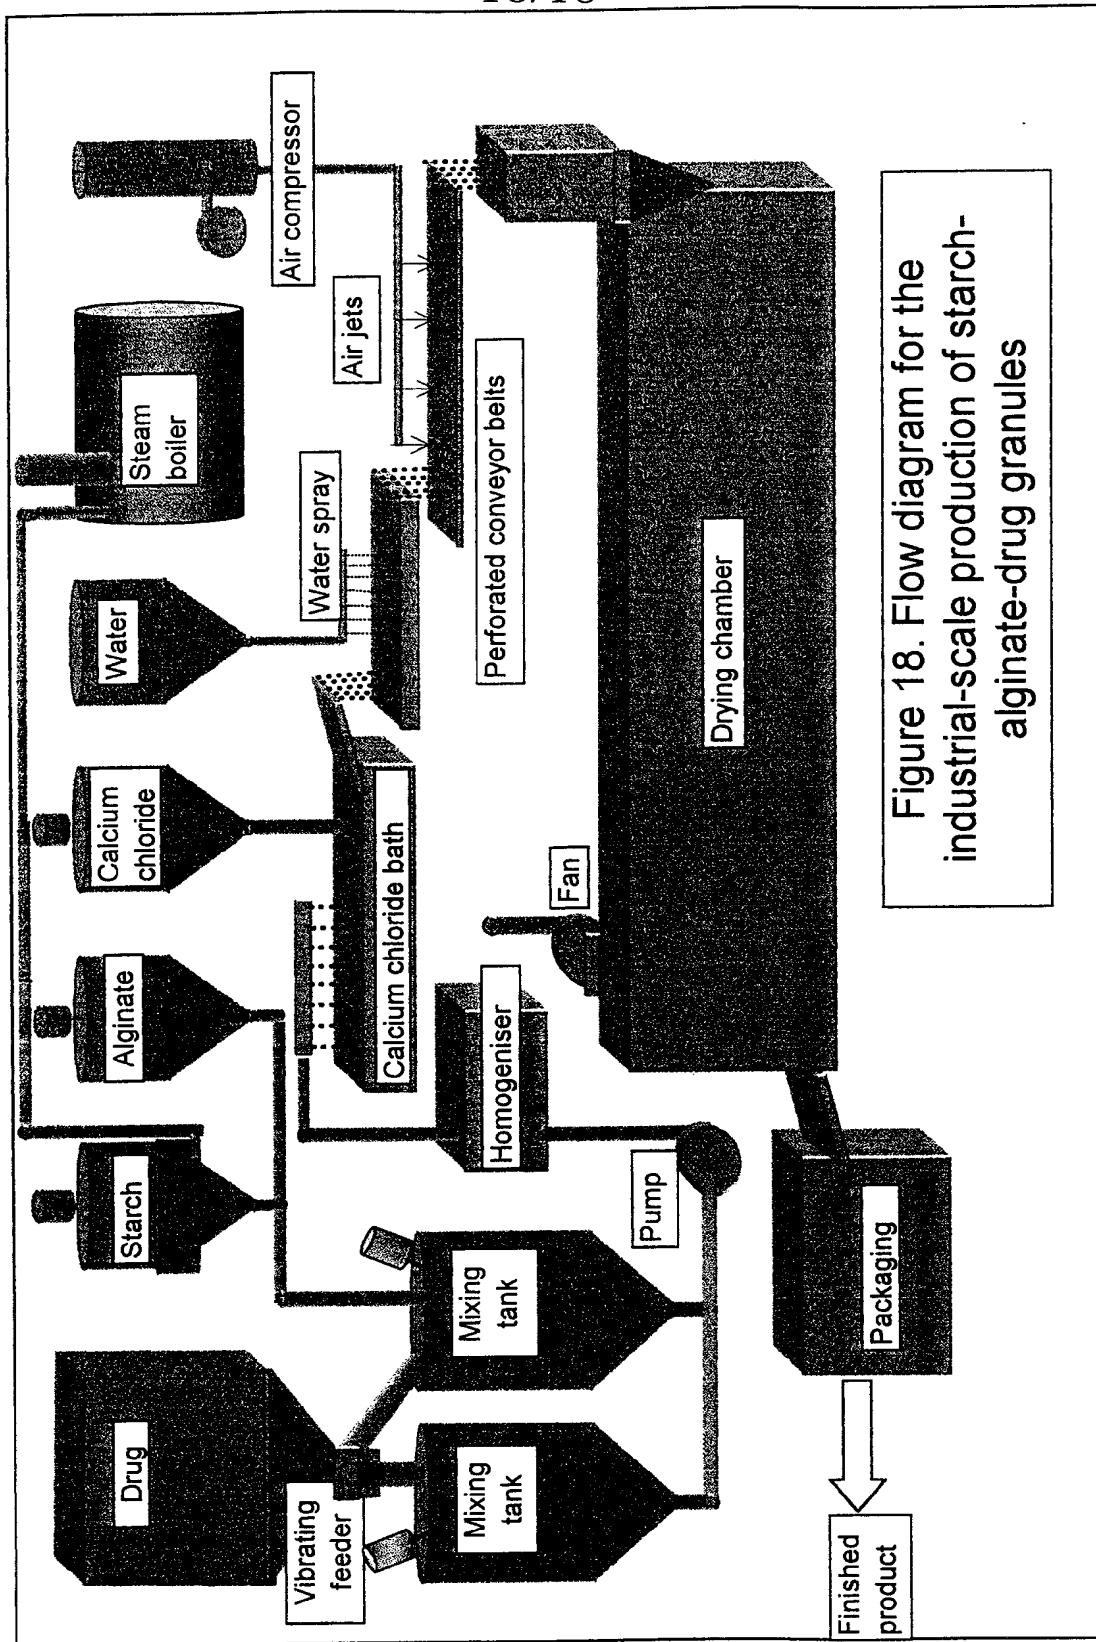 Drug
Starch
Alginate
Calcium
chloride
Water
Steam
boiler
Air compressor
Vibrating
feeder
Mixing
tank
Mixing
tank
Water spray
Air jets
Calcium chloride bath
Perforated conveyor belts
Homogeniser
Fan
Pump
Drying chamber
Packaging
Finished
product
Figure 18. Flow diagram for the
industrial-scale production of starch-
alginate-drug granules